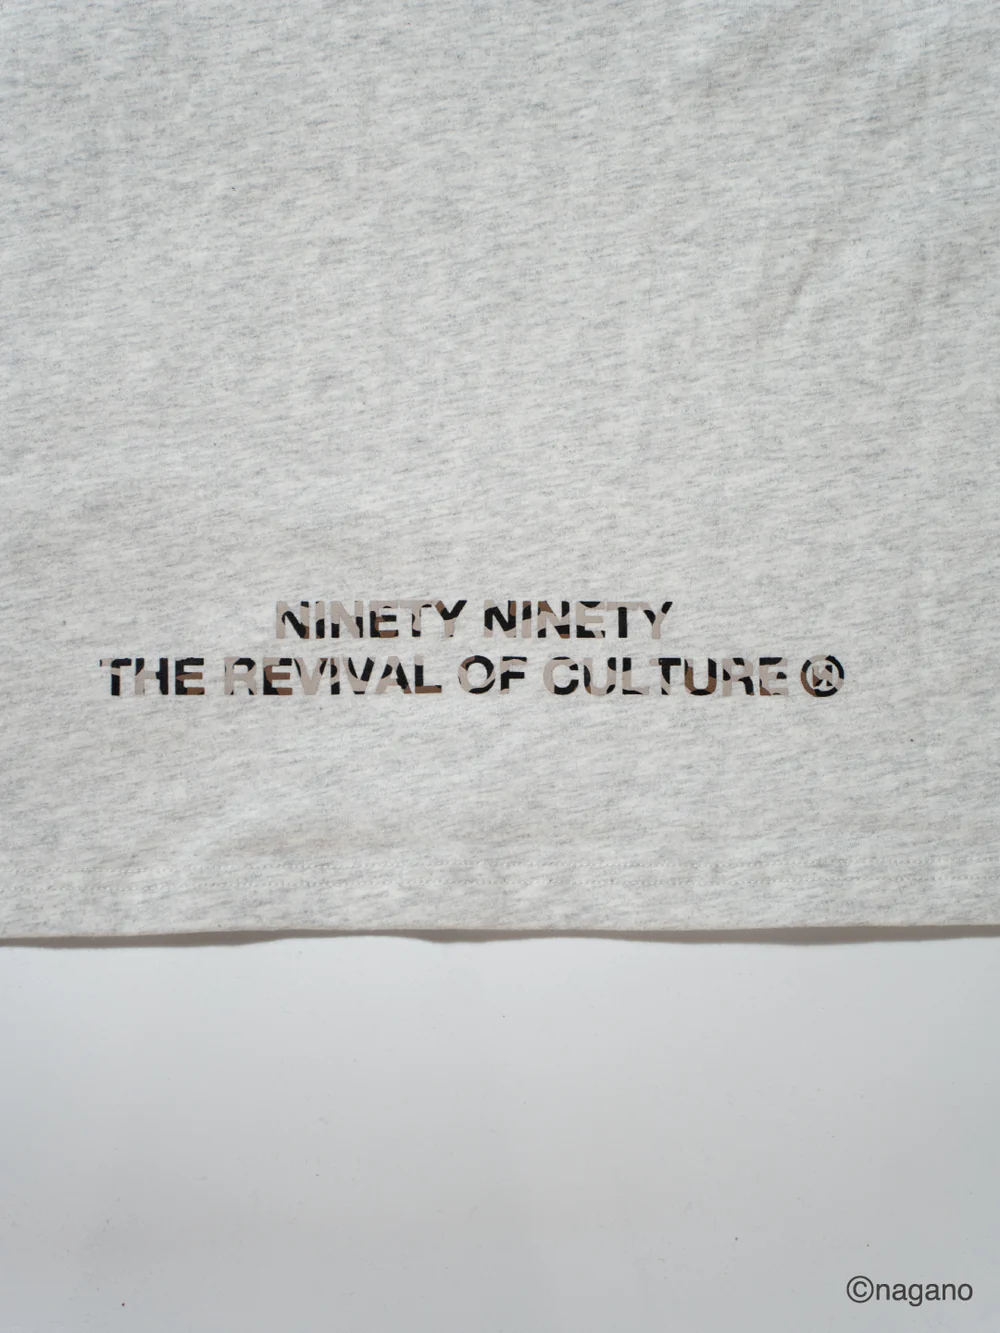 NINETY NINETY
THE REVIVAL OF CULTURE ®
©nagano